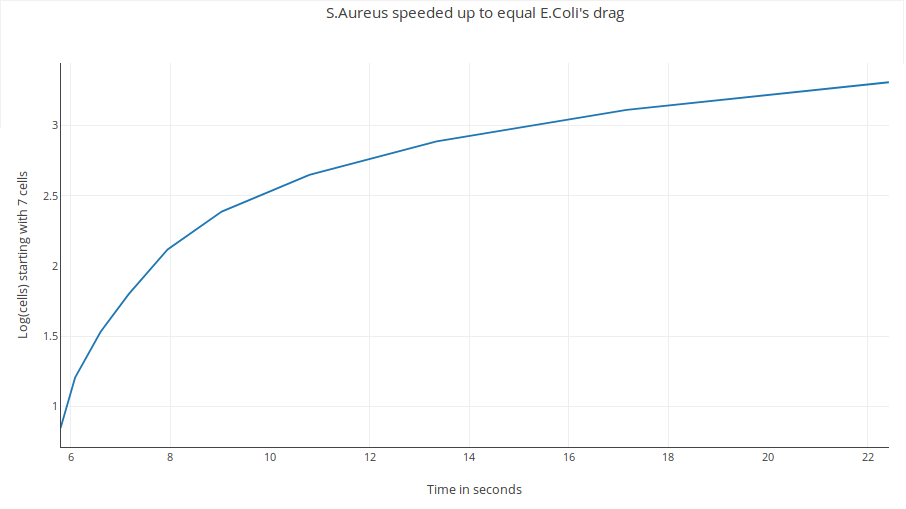 S.Aureus speeded up to equal E.Coli's drag
Log(cells) starting with 7 cells
3
2.5
2
1.5
1
6 8 10 12 14 16 18 20 22
Time in seconds